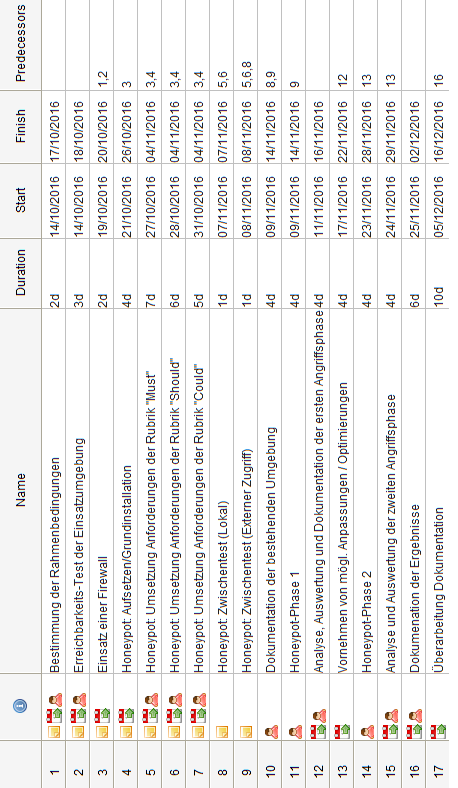 Name Duration Start Finish Predecessors
1 Bestimmung der Rahmenbedingungen 2d 14/10/2016 17/10/2016
2 Erreichbarkeits-Test der Einsatzumgebung 3d 14/10/2016 18/10/2016
3 Einsatz einer Firewall 2d 19/10/2016 20/10/2016 1,2
4 Honeypot: Aufsetzen/Grundinstallation 4d 21/10/2016 26/10/2016 3
5 Honeypot: Umsetzung Anforderungen der Rubrik "Must" 7d 27/10/2016 04/11/2016 3,4
6 Honeypot: Umsetzung Anforderungen der Rubrik "Should" 6d 28/10/2016 04/11/2016 3,4
7 Honeypot: Umsetzung Anforderungen der Rubrik "Could" 5d 31/10/2016 04/11/2016 3,4
8 Honeypot: Zwischentest (Lokal) 1d 07/11/2016 07/11/2016 5,6
9 Honeypot: Zwischentest (Externer Zugriff) 1d 08/11/2016 08/11/2016 5,6,8
10 Dokumentation der bestehenden Umgebung 4d 09/11/2016 14/11/2016 8,9
11 Honeypot-Phase 1 4d 09/11/2016 14/11/2016 9
12 Analyse, Auswertung und Dokumentation der ersten Angriffsphase 4d 11/11/2016 16/11/2016
13 Vornehmen von mögl. Anpassungen / Optimierungen 4d 17/11/2016 22/11/2016 12
14 Honeypot-Phase 2 4d 23/11/2016 28/11/2016 13
15 Analyse und Auswertung der zweiten Angriffsphase 4d 24/11/2016 29/11/2016 13
16 Dokumenation der Ergebnisse 6d 25/11/2016 02/12/2016
17 Überarbeitung Dokumentation 10d 05/12/2016 16/12/2016 16